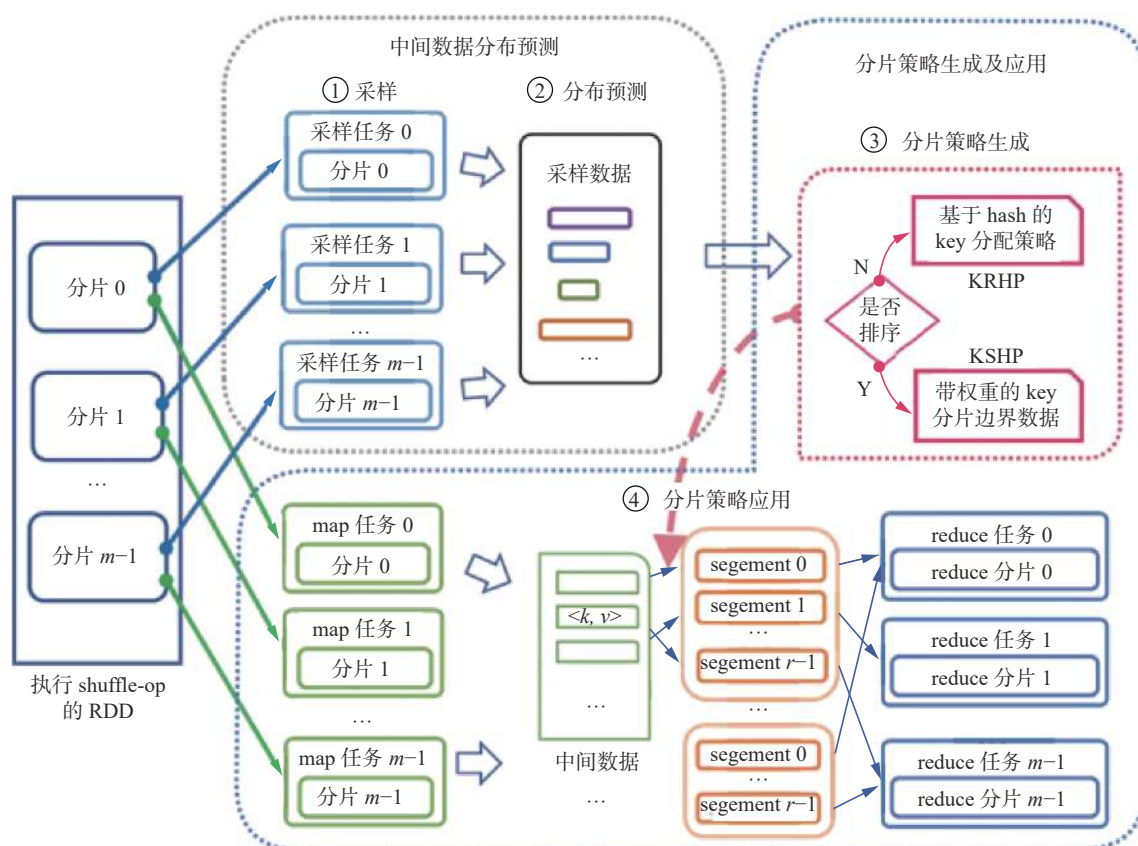 中间数据分布预测
① 采样
② 分布预测
采样任务 0
分片 0
采样任务 1
分片 1
…
采样任务 m−1
分片 m−1
采样数据
…
分片策略生成及应用
③ 分片策略生成
基于 hash 的
key 分配策略
KRHP
N
是否
排序
Y
KSHP
带权重的 key
分片边界数据
分片 0
分片 1
…
分片 m−1
执行 shuffle-op
的 RDD
④ 分片策略应用
map 任务 0
分片 0
map 任务 1
分片 1
…
map 任务 m−1
分片 m−1
<k, v>
…
中间数据
…
segement 0
segement 1
…
segement r−1
…
segement 0
…
segement r−1
reduce 任务 0
reduce 分片 0
reduce 任务 1
reduce 分片 1
…
reduce 任务 m−1
reduce 分片 m−1